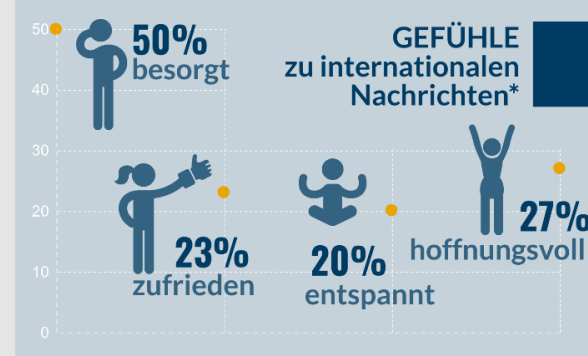 GEFÜHLE
zu internationalen
Nachrichten*
50
50%
besorgt
40
30
20
27%
hoffnungsvoll
23%
zufrieden
20%
entspannt
10
0